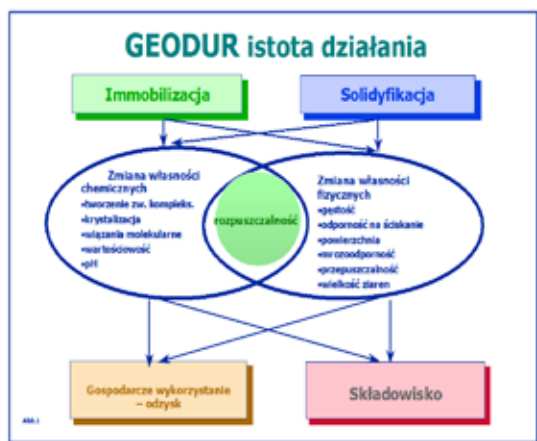 GEODUR istota działania
Immobilizacja
Solidyfikacja
Zmiana własności
chemicznych
•tworzenie zw. kompleks.
•krystalizacja
•wiązania molekularne
•wartościowość
•pH
rozpuszczalność
Zmiana własności
fizycznych
•gęstość
•odporność na ściskanie
•powierzchnia
•mrozoodporność
•przepuszczalność
•wielkość ziaren
Gospodarcze wykorzystanie
– odzysk
Składowisko